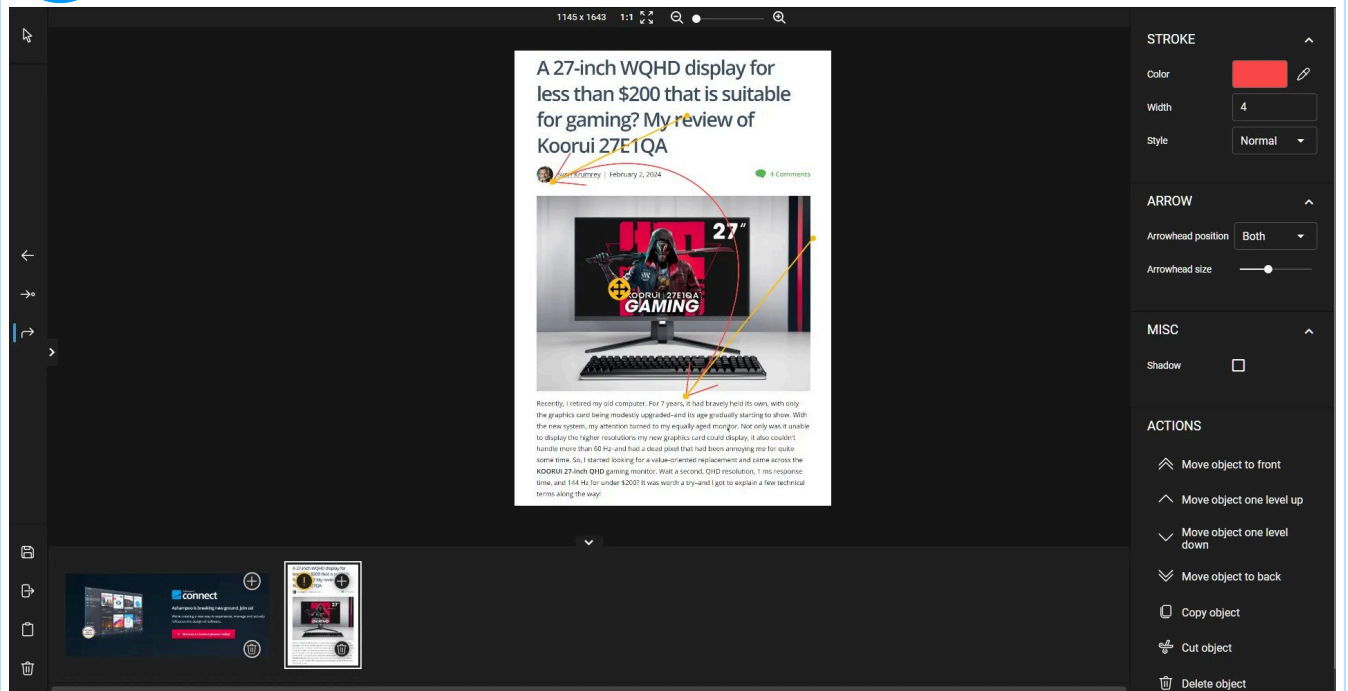 1145 x 1643 1:1
A 27-inch WQHD display for
less than $200 that is suitable
for gaming? My review of
Koorui 27E1QA
Krumrey | February 2, 2024
4 Comments
27"
KOORUI | 27E1QA
GAMING
Recently, I retired my old computer. For 7 years, it had bravely held its own, with only
the graphics card being modestly upgraded–and its age gradually starting to show. With
the new system, my attention turned to my equally aged monitor. Not only was it unable
to display the higher resolutions my new graphics card could display, it also couldn't
handle more than 60 Hz–and had a dead pixel that had been annoying me for quite
some time. So, I started looking for a value-oriented replacement and came across the
KOORUI 27-inch QHD gaming monitor. Wait a second, QHD resolution, 1 ms response
time, and 144 Hz for under $200? It was worth a try–and I got to explain a few technical
terms along the way!
STROKE
Color
Width 4
Style Normal
ARROW
Arrowhead position Both
Arrowhead size
MISC
Shadow
ACTIONS
Move object to front
Move object one level up
Move object one level
down
Move object to back
Copy object
Cut object
Delete object
connect
Ashampoo is breaking new ground. Join us!
A 27-inch WQHD display for
27"